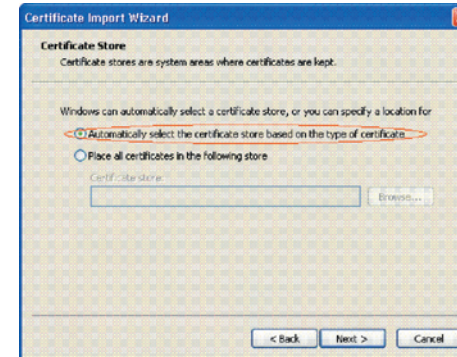 Certificate Import Wizard
Certificate Store
Certificate stores are system areas where certificates are kept.
Windows can automatically select a certificate store, or you can specify a location for
Automatically select the certificate store based on the type of certificate
Place all certificates in the following store
Certificate store:
Browse...
< Back
Next >
Cancel